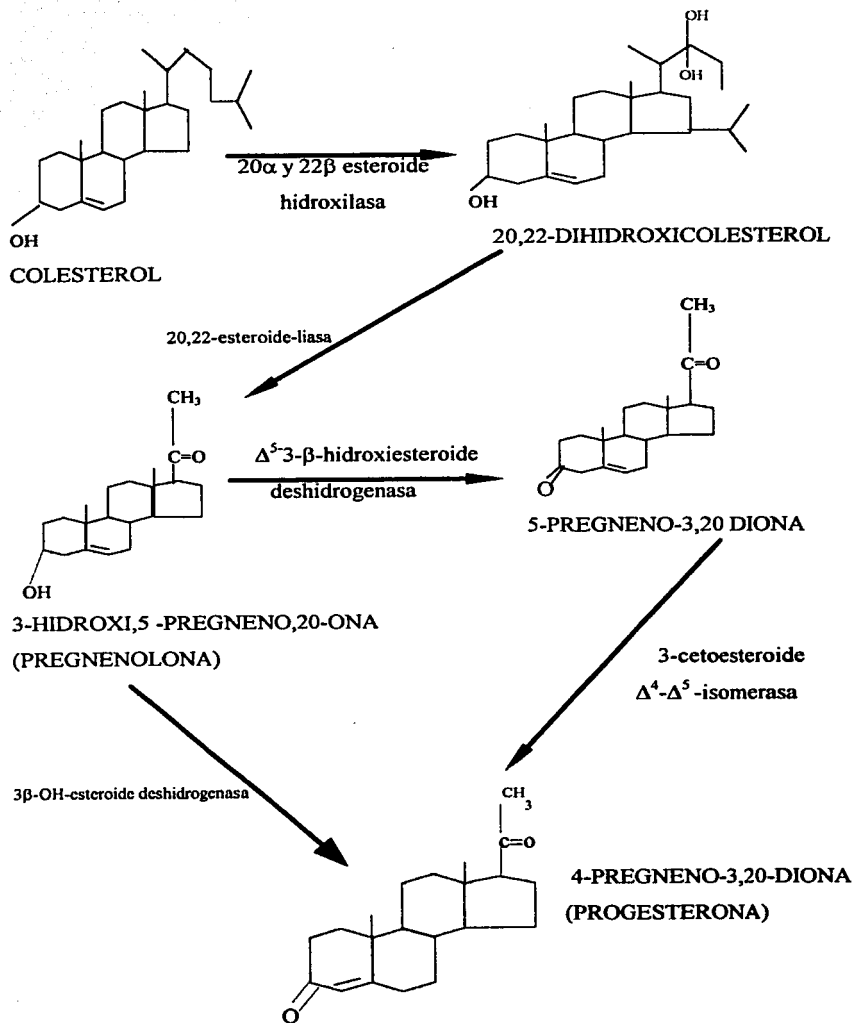 OH
OH
20α y 22β esteroide
hidroxilasa
OH
OH
COLESTEROL
20,22-DIHIDROXICOLESTEROL
CH₃
20,22-esteroide-liasa
C=O
CH₃
C=O
Δ⁵⁻3-β-hidroxiesteroide
deshidrogenasa
O
5-PREGNENO-3,20 DIONA
OH
3-HIDROXI,5 -PREGNENO,20-ONA
(PREGNENOLONA)
3-cetoesteroide
Δ⁴-Δ⁵ -isomerasa
3β-OH-esteroide deshidrogenasa
CH₃
C=O
4-PREGNENO-3,20-DIONA
(PROGESTERONA)
O